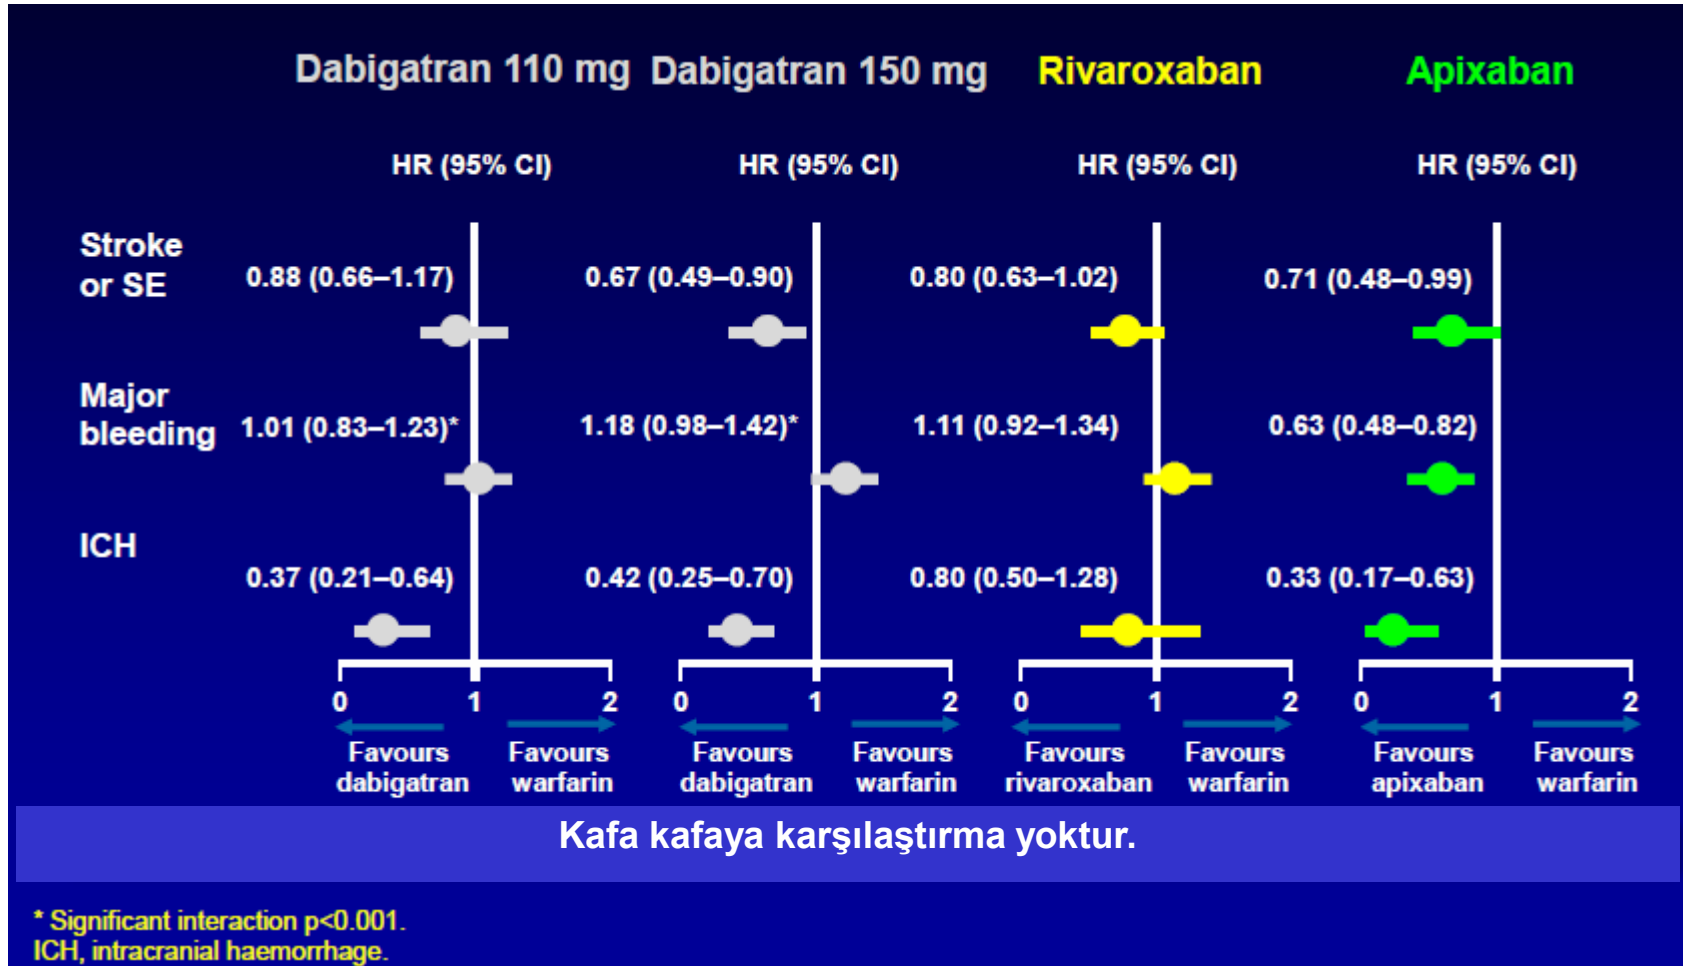 Dabigatran 110 mg Dabigatran 150 mg Rivaroxaban Apixaban
HR (95% CI) HR (95% CI) HR (95% CI) HR (95% CI)
Stroke
or SE 0.88 (0.66–1.17) 0.67 (0.49–0.90) 0.80 (0.63–1.02) 0.71 (0.48–0.99)
Major
bleeding 1.01 (0.83–1.23)* 1.18 (0.98–1.42)* 1.11 (0.92–1.34) 0.63 (0.48–0.82)
ICH
0.37 (0.21–0.64) 0.42 (0.25–0.70) 0.80 (0.50–1.28) 0.33 (0.17–0.63)
0 1 2 0 1 2 0 1 2 0 1 2
Favours Favours Favours Favours Favours Favours Favours Favours
dabigatran warfarin dabigatran warfarin rivaroxaban warfarin apixaban warfarin
Kafa kafaya karşılaştırma yoktur.
* Significant interaction p<0.001.
ICH, intracranial haemorrhage.